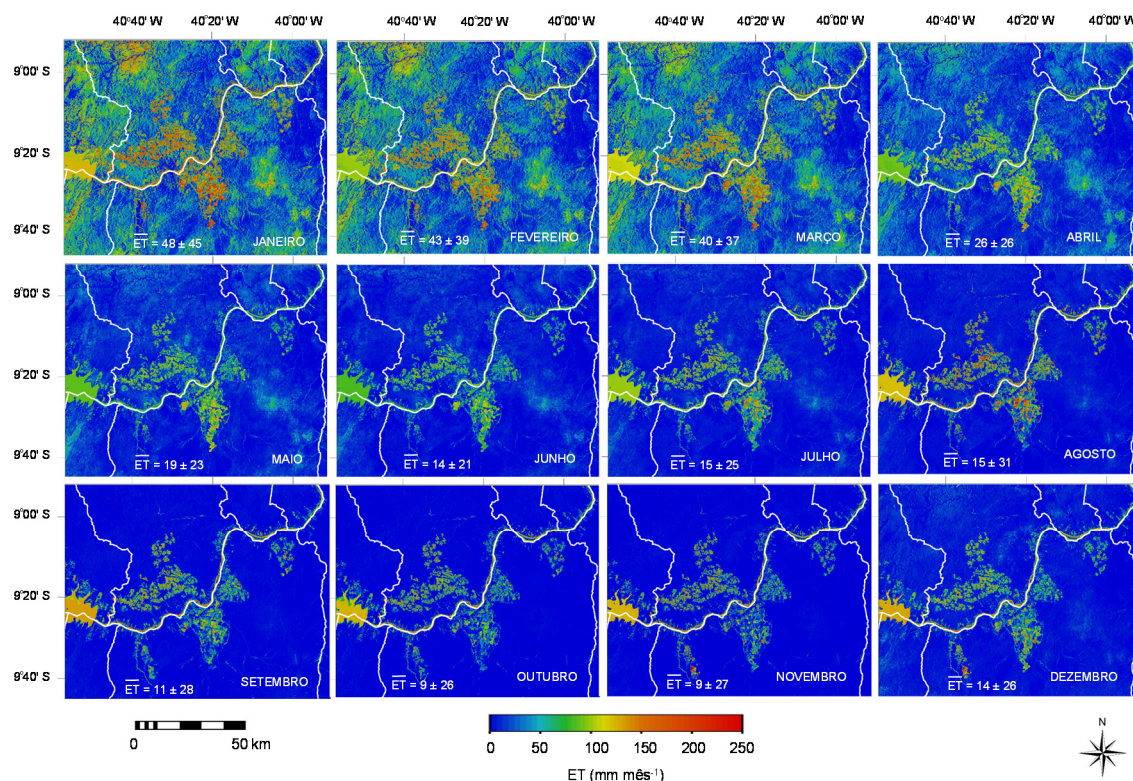 40°40' W 40°20' W 40°00' W 40°40' W 40°20' W 40°00' W 40°40' W 40°20' W 40°00' W 40°40' W 40°20' W 40°00' W
9°00' S
9°20' S
9°40' S
ET = 48 ± 45 JANEIRO
ET = 43 ± 39 FEVEREIRO
ET = 40 ± 37 MARÇO
ET = 26 ± 26 ABRIL
9°00' S
9°20' S
9°40' S
ET = 19 ± 23 MAIO
ET = 14 ± 21 JUNHO
ET = 15 ± 25 JULHO
ET = 15 ± 31 AGOSTO
9°00' S
9°20' S
9°40' S
ET = 11 ± 28 SETEMBRO
ET = 9 ± 26 OUTUBRO
ET = 9 ± 27 NOVEMBRO
ET = 14 ± 26 DEZEMBRO
0 50 km
0 50 100 150 200 250
ET (mm mês⁻¹)
N